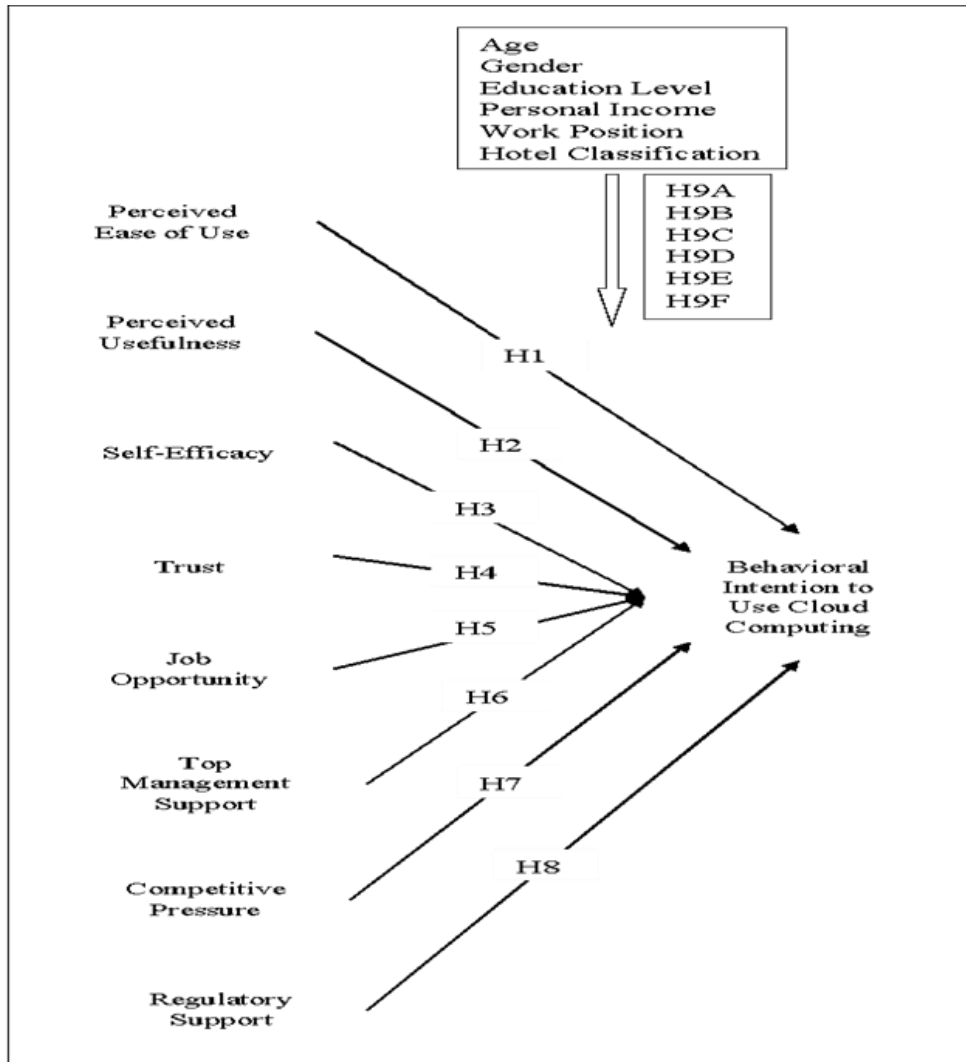 Age
Gender
Education Level
Personal Income
Work Position
Hotel Classification
H9A
H9B
H9C
H9D
H9E
H9F
Perceived
Ease of Use
H1
Perceived
Usefulness
H2
Self-Efficacy
H3
Trust
H4
H5
Job
Opportunity
H6
Top
Management
Support
H7
Competitive
Pressure
H8
Regulatory
Support
Behavioral
Intention to
Use Cloud
Computing